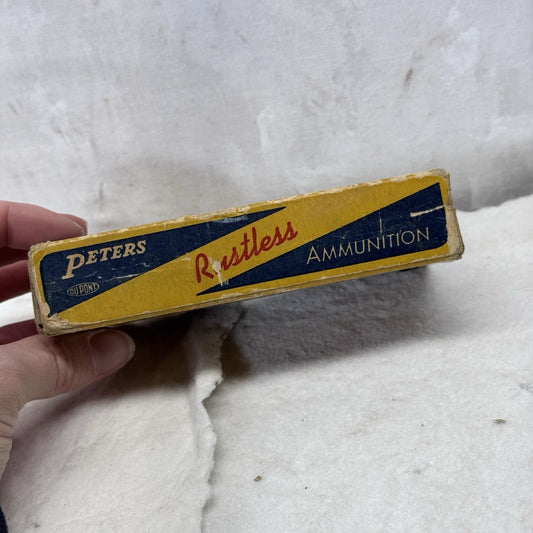 PETERS
DU PONT
Rustless
AMMUNITION